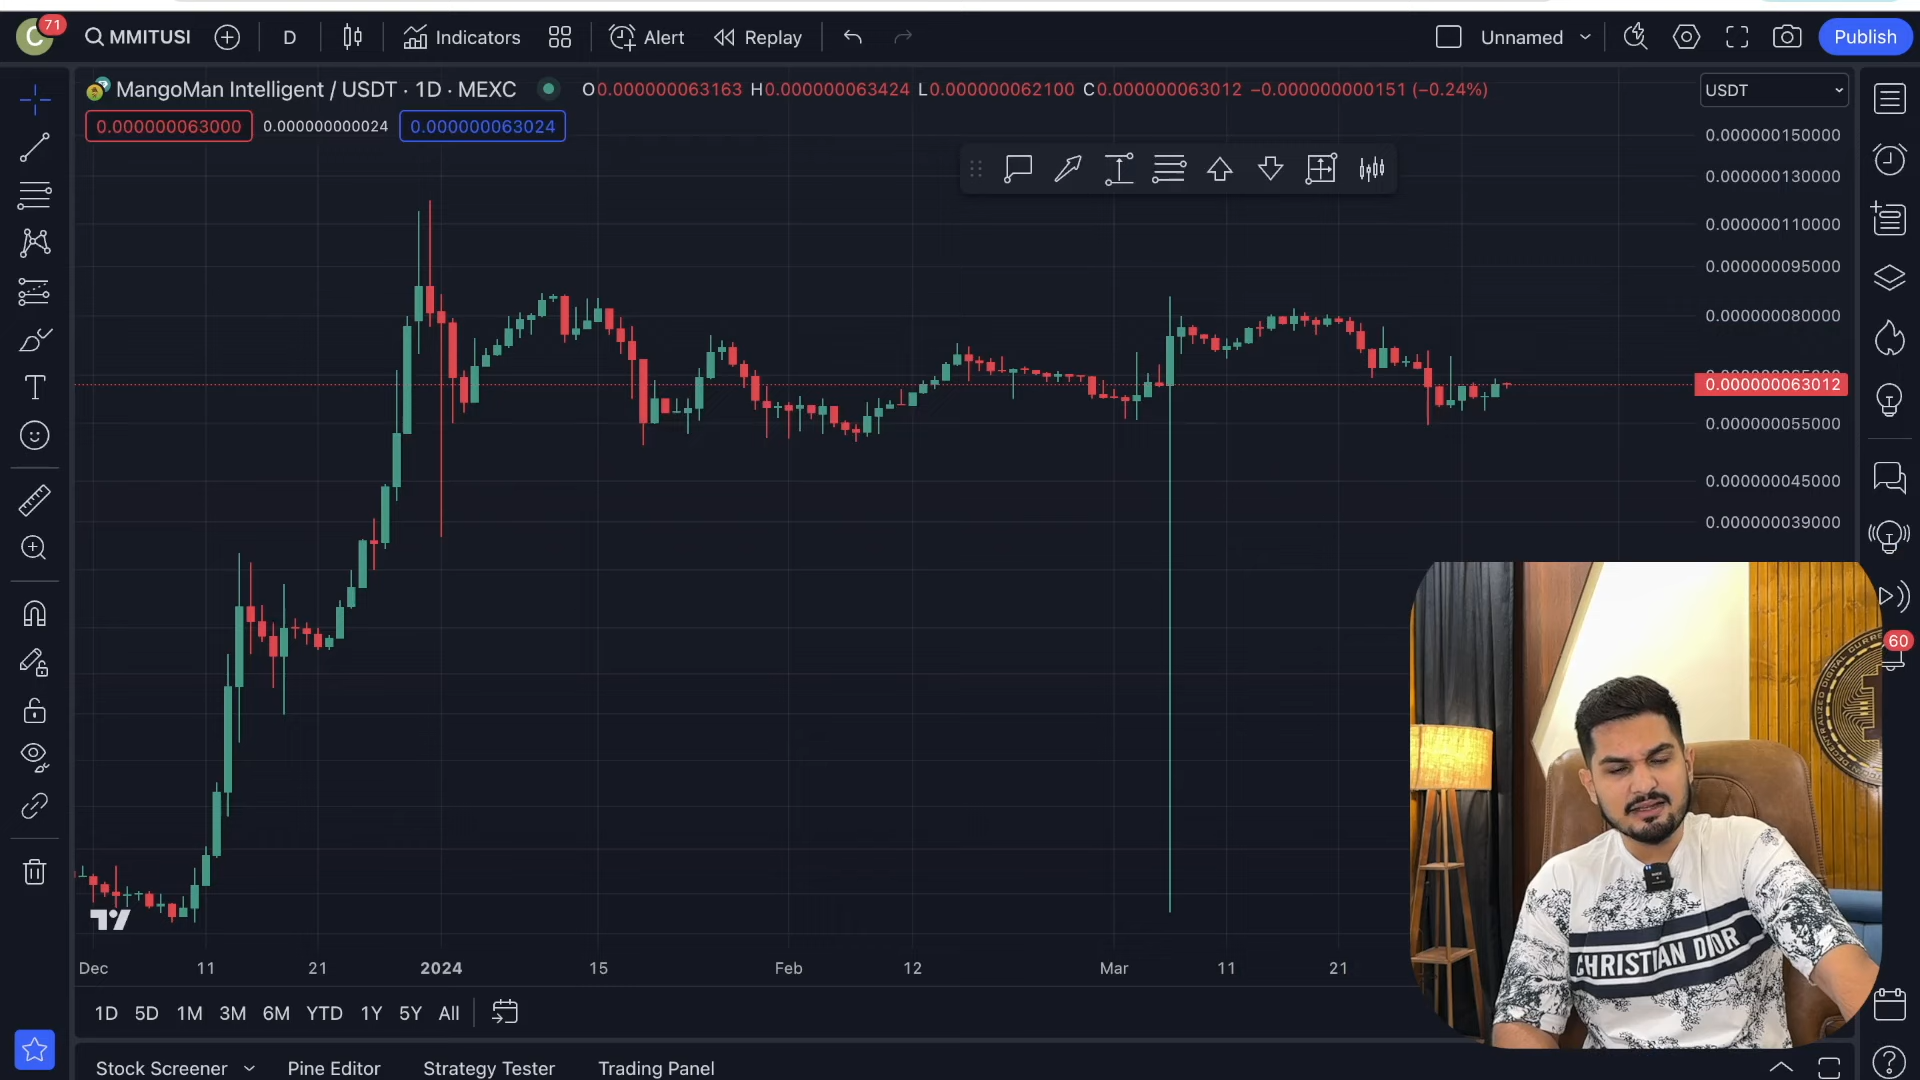 C 71 MMITUSI D Indicators Alert Replay Unnamed Publish
MangoMan Intelligent / USDT · 1D · MEXC O0.000000063163 H0.000000063424 L0.000000062100 C0.000000063012 −0.000000000151 (−0.24%) USDT
0.000000063000 0.000000000024 0.000000063024
0.000000150000
0.000000130000
0.000000110000
0.000000095000
0.000000080000
0.000000063012
0.000000055000
0.000000045000
0.000000039000
60
DECENTRALIZED DIGITAL CURRE
CHRISTIAN DIOR
Dec 11 21 2024 15 Feb 12 Mar 11 21
1D 5D 1M 3M 6M YTD 1Y 5Y All
Stock Screener Pine Editor Strategy Tester Trading Panel